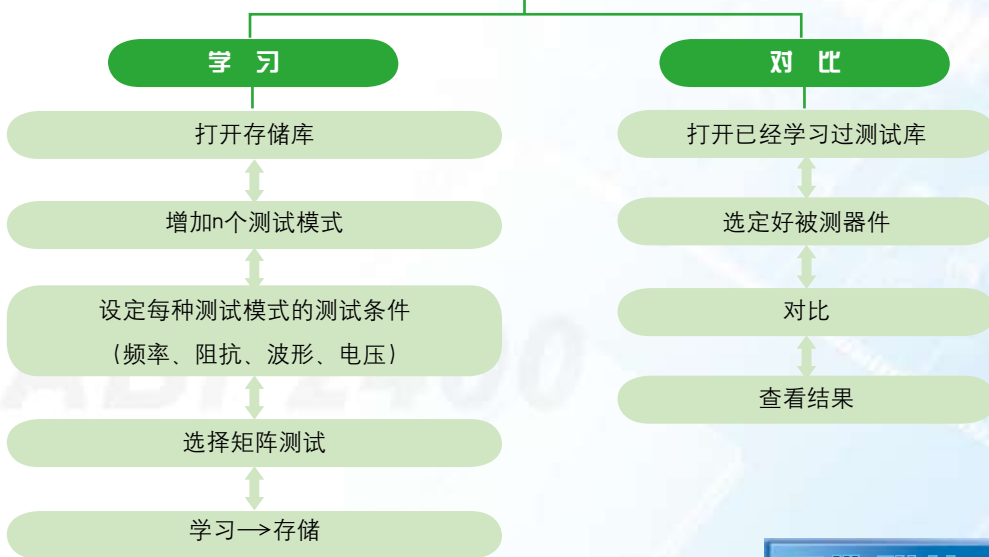 学 习
打开存储库
增加n个测试模式
设定每种测试模式的测试条件
（频率、阻抗、波形、电压）
选择矩阵测试
学习→存储
对 比
打开已经学习过测试库
选定好被测器件
对比
查看结果
ABI-2400